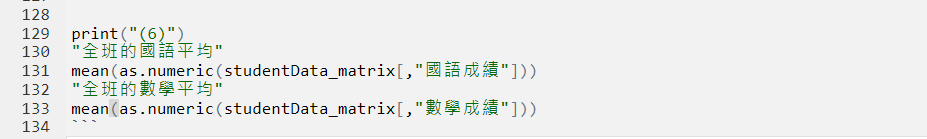 128
129 print("(6)")
130 "全班的國語平均"
131 mean(as.numeric(studentData_matrix[,"國語成績"]))
132 "全班的數學平均"
133 mean(as.numeric(studentData_matrix[,"數學成績"]))
134 ```